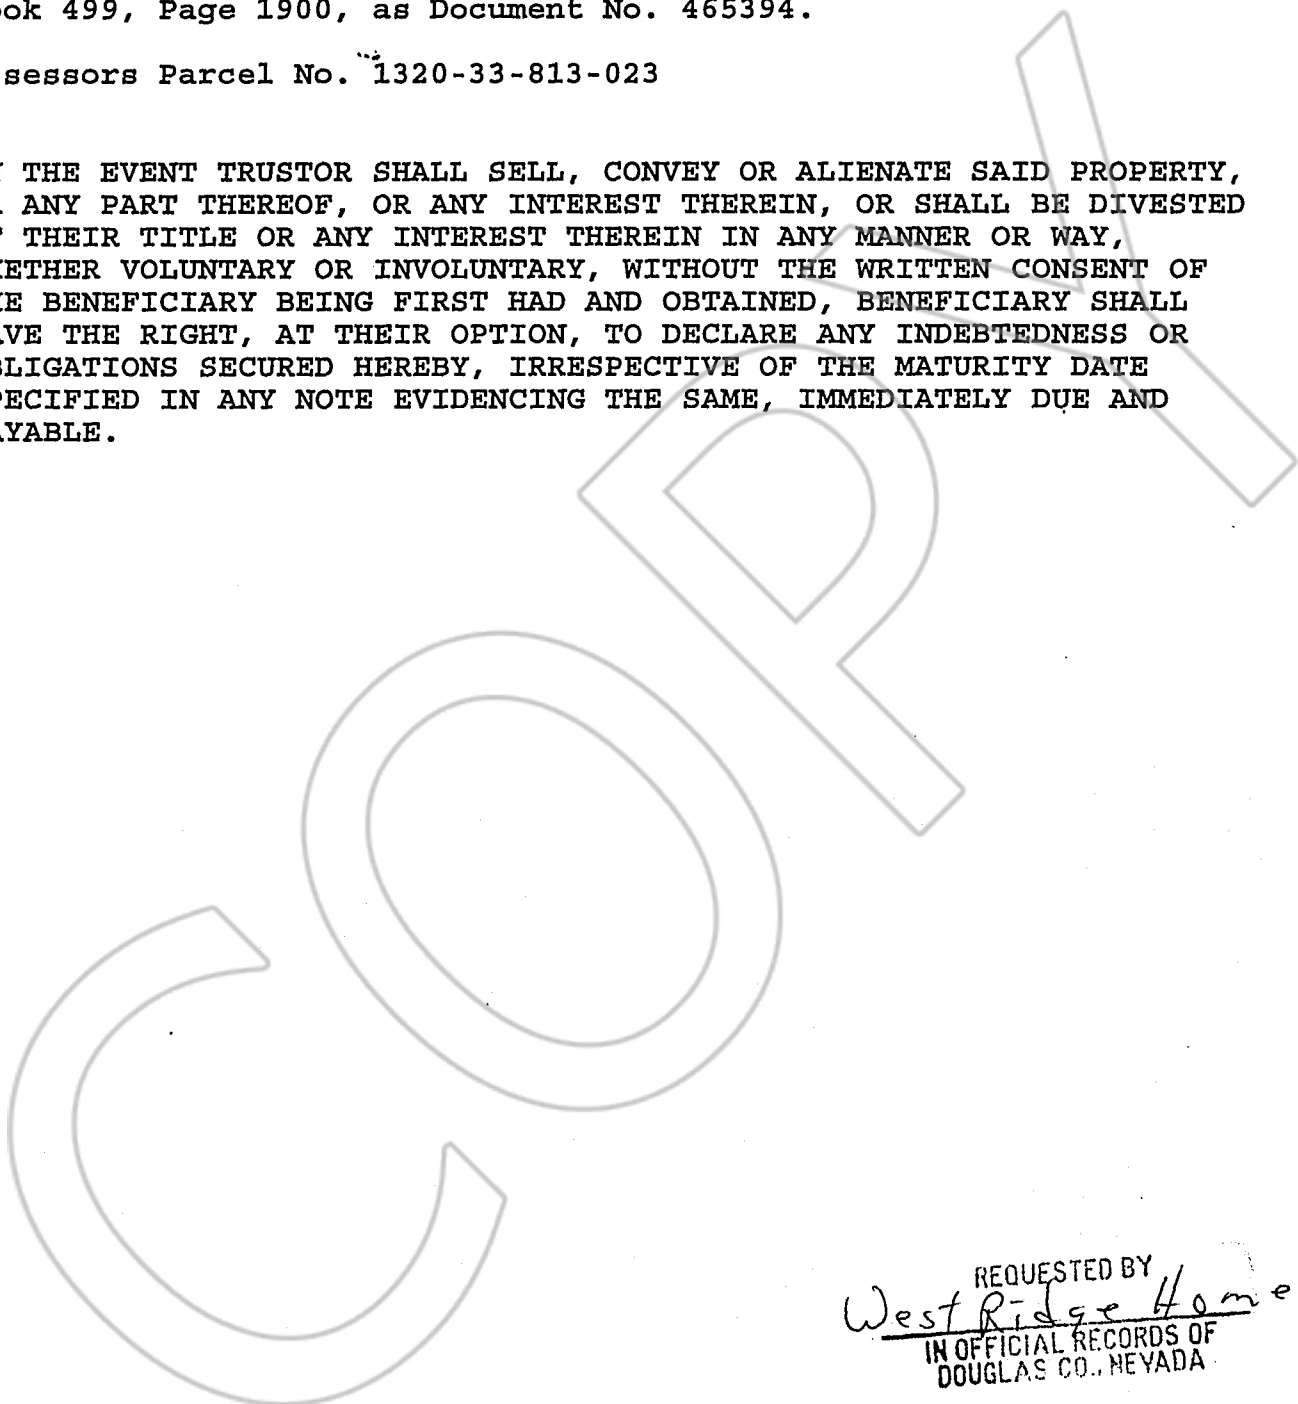 ok 499, Page 1900, as Document No. 465394.
sessors Parcel No. 1320-33-813-023
THE EVENT TRUSTOR SHALL SELL, CONVEY OR ALIENATE SAID PROPERTY,
ANY PART THEREOF, OR ANY INTEREST THEREIN, OR SHALL BE DIVESTED
THEIR TITLE OR ANY INTEREST THEREIN IN ANY MANNER OR WAY,
ETHER VOLUNTARY OR INVOLUNTARY, WITHOUT THE WRITTEN CONSENT OF
E BENEFICIARY BEING FIRST HAD AND OBTAINED, BENEFICIARY SHALL
AVE THE RIGHT, AT THEIR OPTION, TO DECLARE ANY INDEBTEDNESS OR
BLIGATIONS SECURED HEREBY, IRRESPECTIVE OF THE MATURITY DATE
PECIFIED IN ANY NOTE EVIDENCING THE SAME, IMMEDIATELY DUE AND
AYABLE.
COPY
REQUESTED BY
West Ridge Home
IN OFFICIAL RECORDS OF
DOUGLAS CO., NEVADA